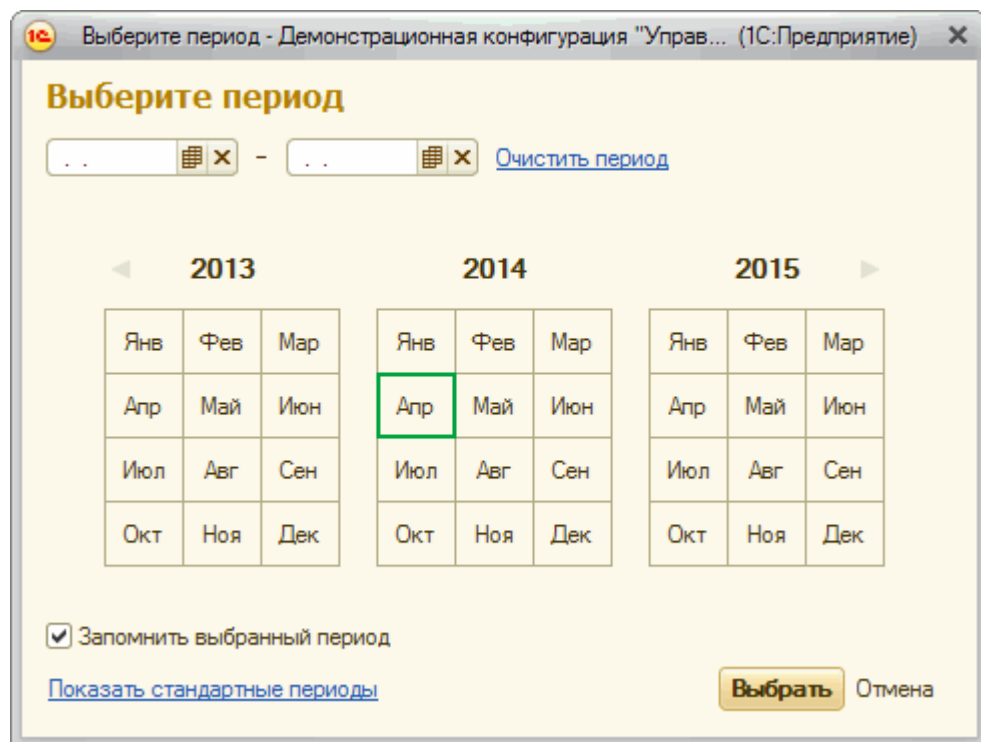 1С Выберите период - Демонстрационная конфигурация "Управ... (1С:Предприятие)
Выберите период
. . - . . Очистить период
2013 2014 2015
Янв Фев Мар Янв Фев Мар Янв Фев Мар
Апр Май Июн Апр Май Июн Апр Май Июн
Июл Авг Сен Июл Авг Сен Июл Авг Сен
Окт Ноя Дек Окт Ноя Дек Окт Ноя Дек
Запомнить выбранный период
Показать стандартные периоды Выбрать Отмена